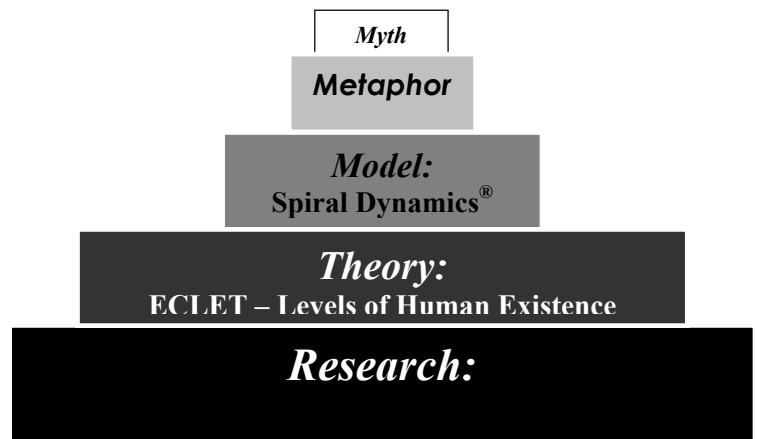 Myth
Metaphor
Model:
Spiral Dynamics®
Theory:
ECLET – Levels of Human Existence
Research: